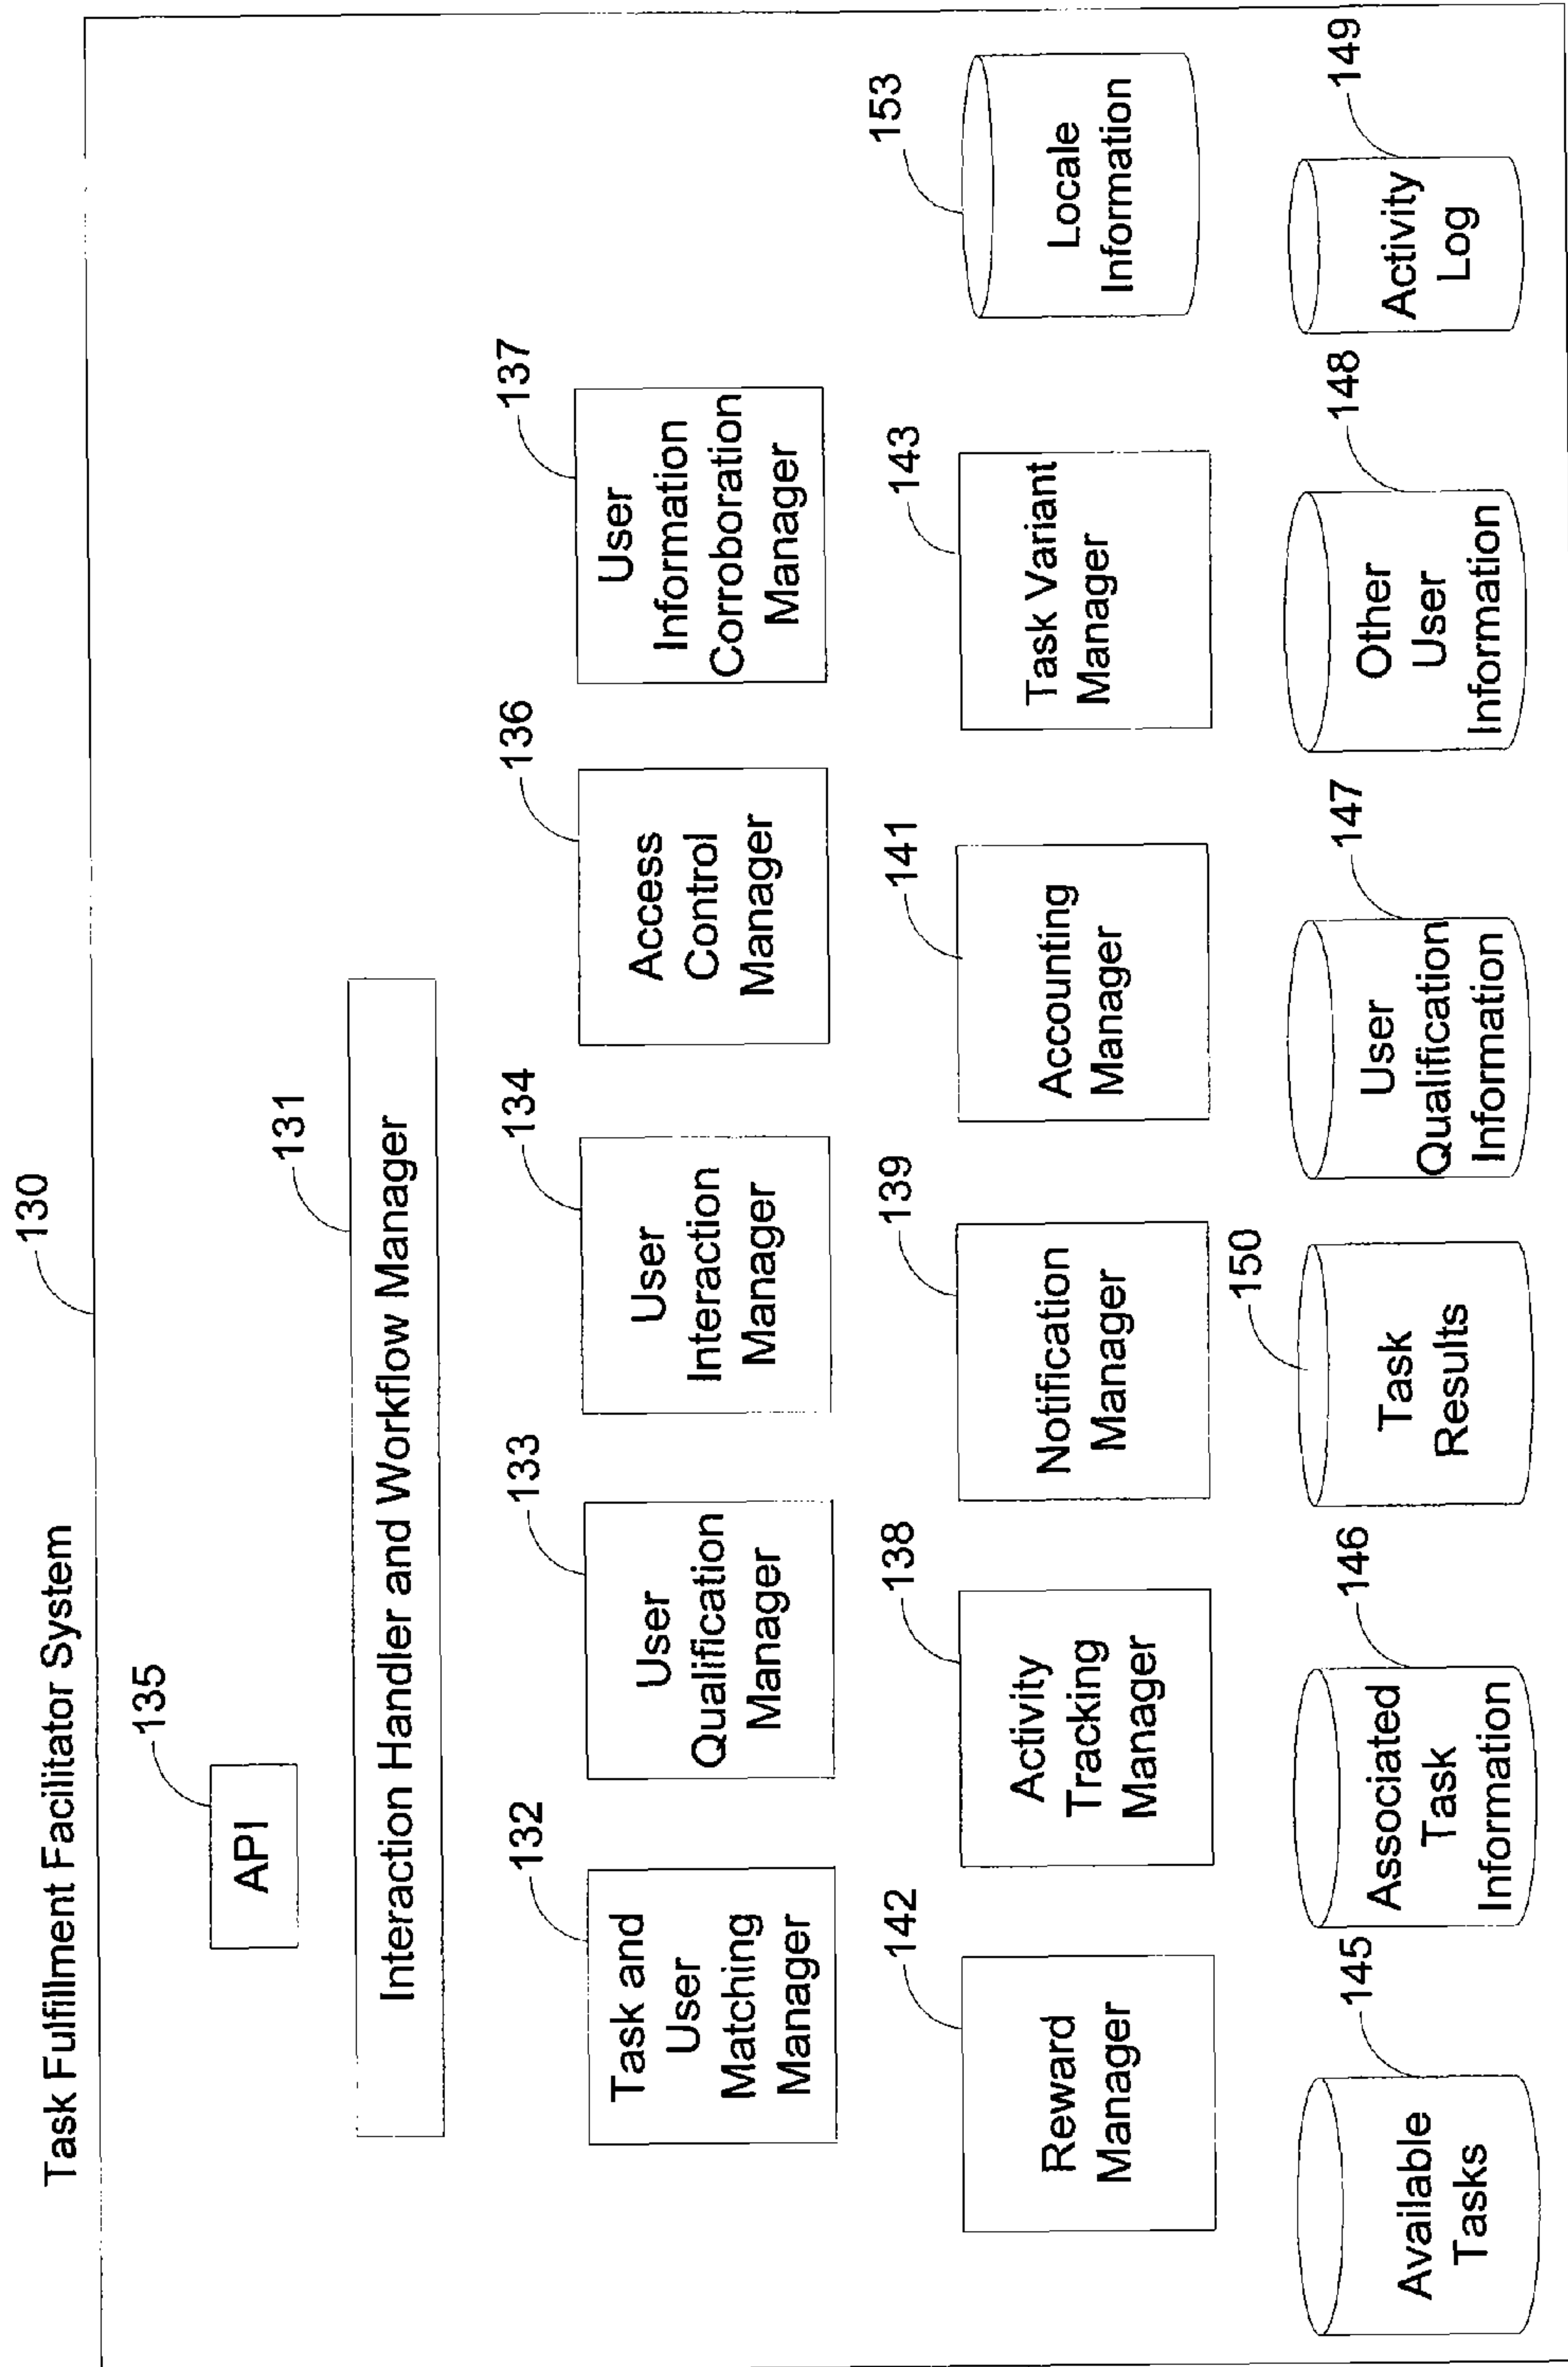 Task Fulfillment Facilitator System
130
135
API
131
Interaction Handler and Workflow Manager
132
Task and
User
Matching
Manager
133
User
Qualification
Manager
134
User
Interaction
Manager
136
Access
Control
Manager
137
User
Information
Corroboration
Manager
142
Reward
Manager
138
Activity
Tracking
Manager
139
Notification
Manager
141
Accounting
Manager
143
Task Variant
Manager
153
Locale
Information
145
Available
Tasks
146
Associated
Task
Information
150
Task
Results
147
User
Qualification
Information
148
Other
User
Information
149
Activity
Log